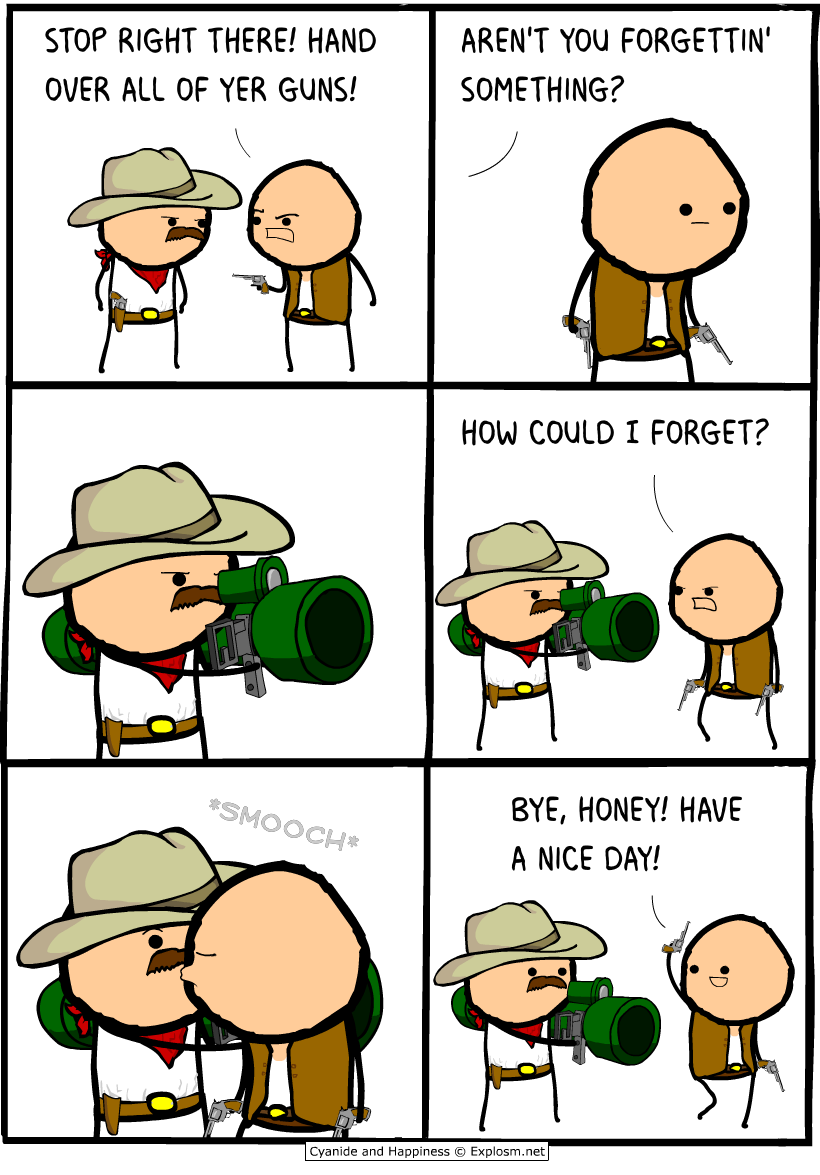 STOP RIGHT THERE! HAND
OVER ALL OF YER GUNS!
AREN'T YOU FORGETTIN'
SOMETHING?
HOW COULD I FORGET?
*SMOOCH*
BYE, HONEY! HAVE
A NICE DAY!
Cyanide and Happiness © Explosm.net